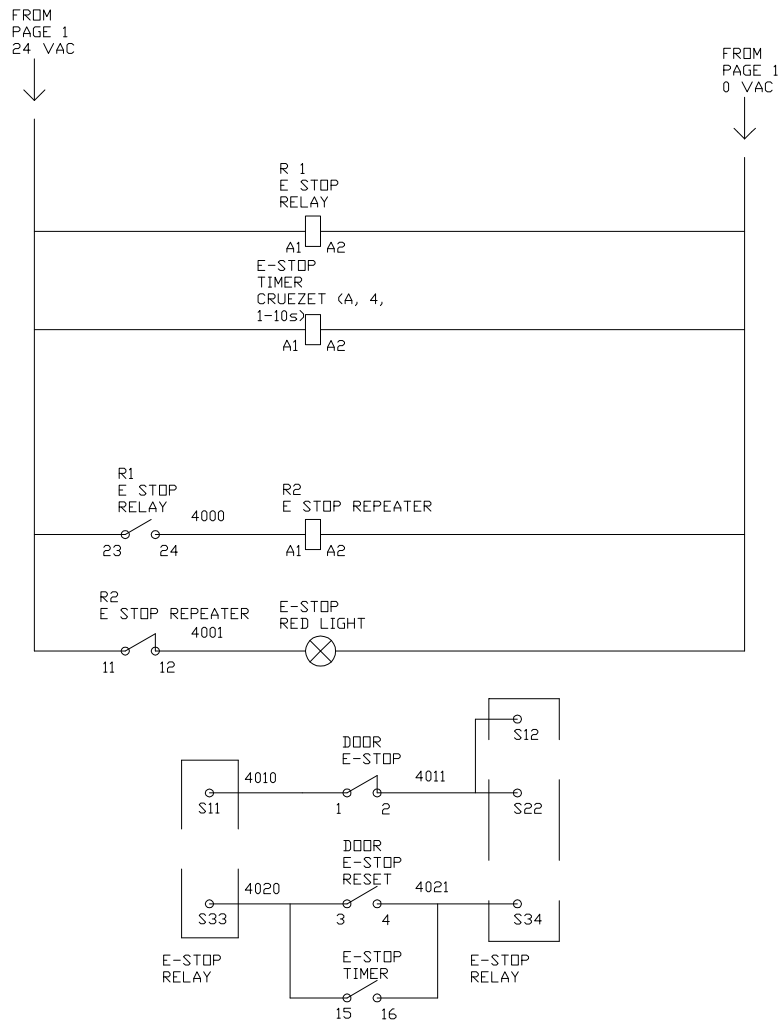 FROM
PAGE 1
24 VAC
FROM
PAGE 1
0 VAC
R 1
E STOP
RELAY
A1 A2
E-STOP
TIMER
CRUEZET (A, 4,
1-10s)
A1 A2
R1
E STOP
RELAY
4000
23 24
R2
E STOP REPEATER
A1 A2
R2
E STOP REPEATER
4001
11 12
E-STOP
RED LIGHT
S12
DOOR
E-STOP
4010
4011
S11
1 2
S22
DOOR
E-STOP
RESET
4020
4021
S33
3 4
S34
E-STOP
RELAY
E-STOP
TIMER
15 16
E-STOP
RELAY